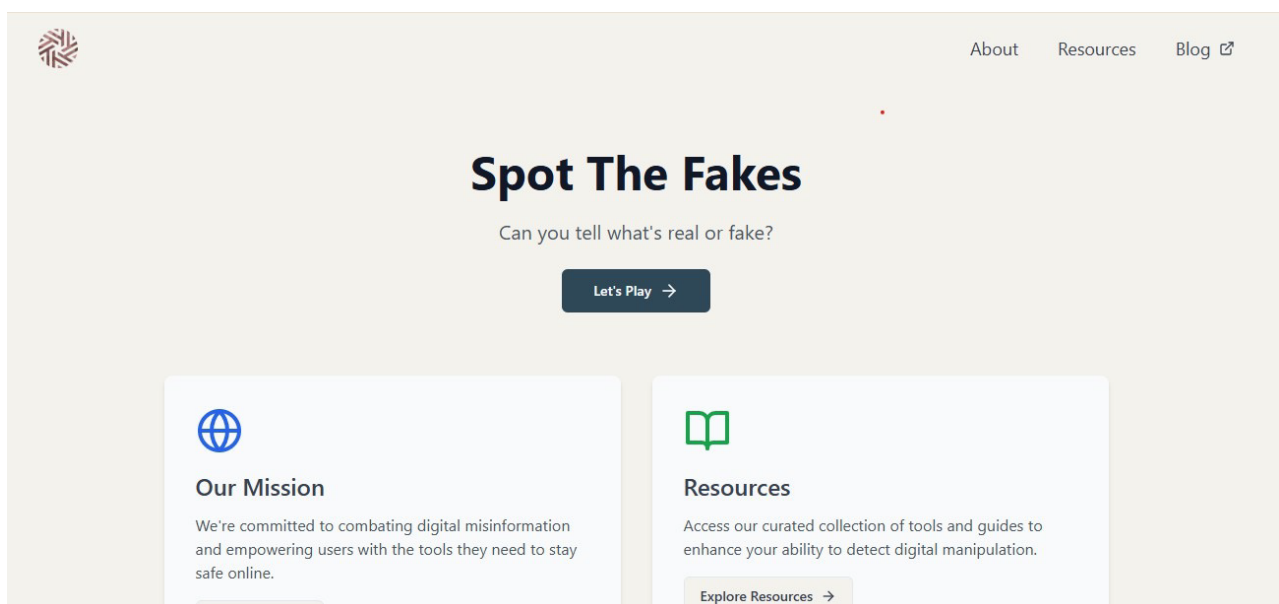 About Resources Blog
Spot The Fakes
Can you tell what's real or fake?
Let's Play
Our Mission
We're committed to combating digital misinformation
and empowering users with the tools they need to stay
safe online.
Resources
Access our curated collection of tools and guides to
enhance your ability to detect digital manipulation.
Explore Resources